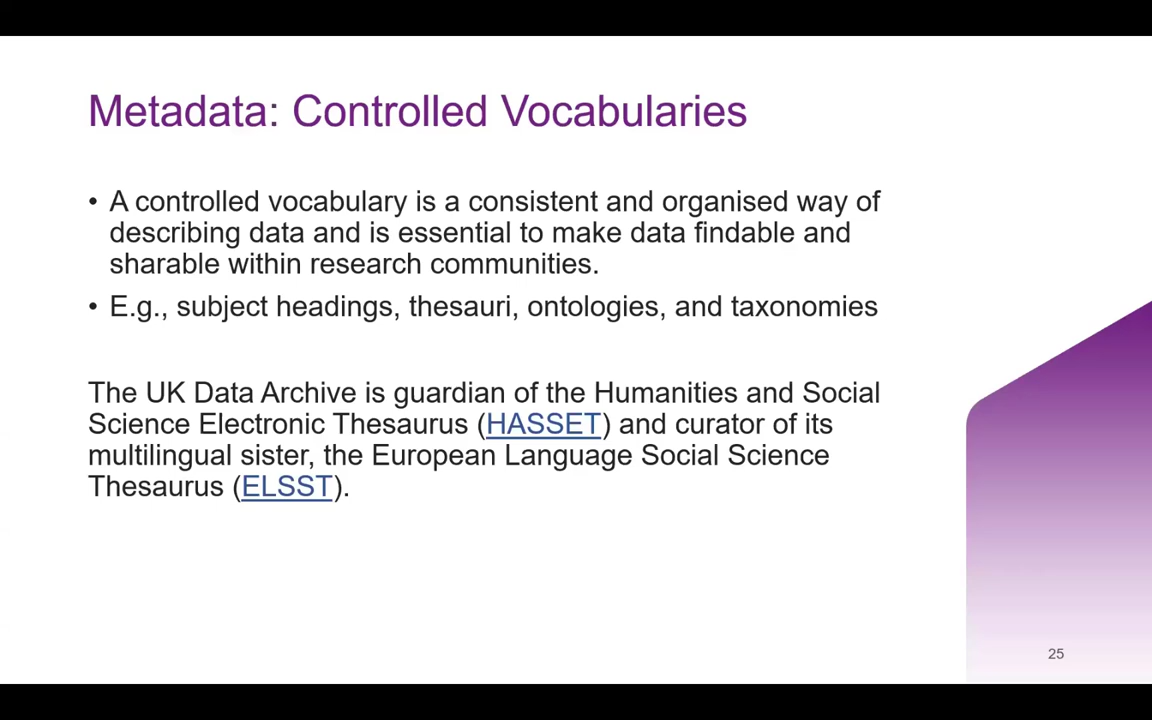 Metadata: Controlled Vocabularies
• A controlled vocabulary is a consistent and organised way of
describing data and is essential to make data findable and
sharable within research communities.
• E.g., subject headings, thesauri, ontologies, and taxonomies
The UK Data Archive is guardian of the Humanities and Social
Science Electronic Thesaurus (HASSET) and curator of its
multilingual sister, the European Language Social Science
Thesaurus (ELSST).
25